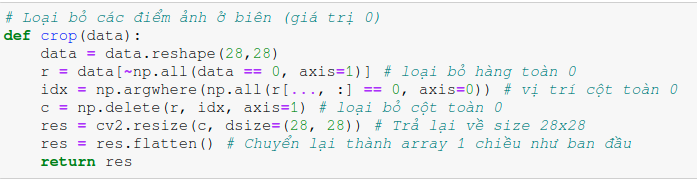 # Loại bỏ các điểm ảnh ở biên (giá trị 0)
def crop(data):
    data = data.reshape(28,28)
    r = data[~np.all(data == 0, axis=1)] # loại bỏ hàng toàn 0
    idx = np.argwhere(np.all(r[..., :] == 0, axis=0)) # vị trí cột toàn 0
    c = np.delete(r, idx, axis=1) # loại bỏ cột toàn 0
    res = cv2.resize(c, dsize=(28, 28)) # Trả lại về size 28x28
    res = res.flatten() # Chuyển lại thành array 1 chiều như ban đầu
    return res